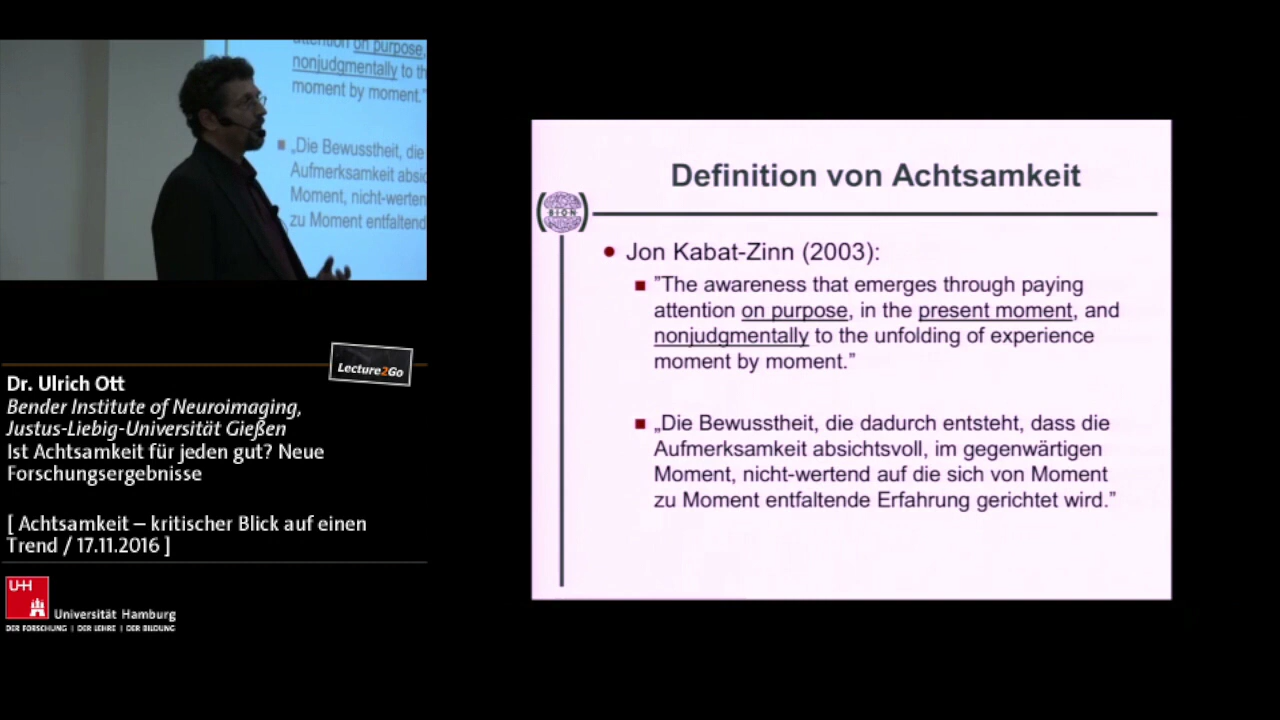 attention on purpose,
nonjudgmentally to th
moment by moment."
„Die Bewusstheit, die
Aufmerksamkeit absic
Moment, nicht-werten
zu Moment entfaltend
Lecture2Go
Dr. Ulrich Ott
Bender Institute of Neuroimaging,
Justus-Liebig-Universität Gießen
Ist Achtsamkeit für jeden gut? Neue
Forschungsergebnisse
[ Achtsamkeit – kritischer Blick auf einen
Trend / 17.11.2016 ]
UHH
Universität Hamburg
DER FORSCHUNG | DER LEHRE | DER BILDUNG
Definition von Achtsamkeit
(BION)
Jon Kabat-Zinn (2003):
"The awareness that emerges through paying
attention on purpose, in the present moment, and
nonjudgmentally to the unfolding of experience
moment by moment."
„Die Bewusstheit, die dadurch entsteht, dass die
Aufmerksamkeit absichtsvoll, im gegenwärtigen
Moment, nicht-wertend auf die sich von Moment
zu Moment entfaltende Erfahrung gerichtet wird."